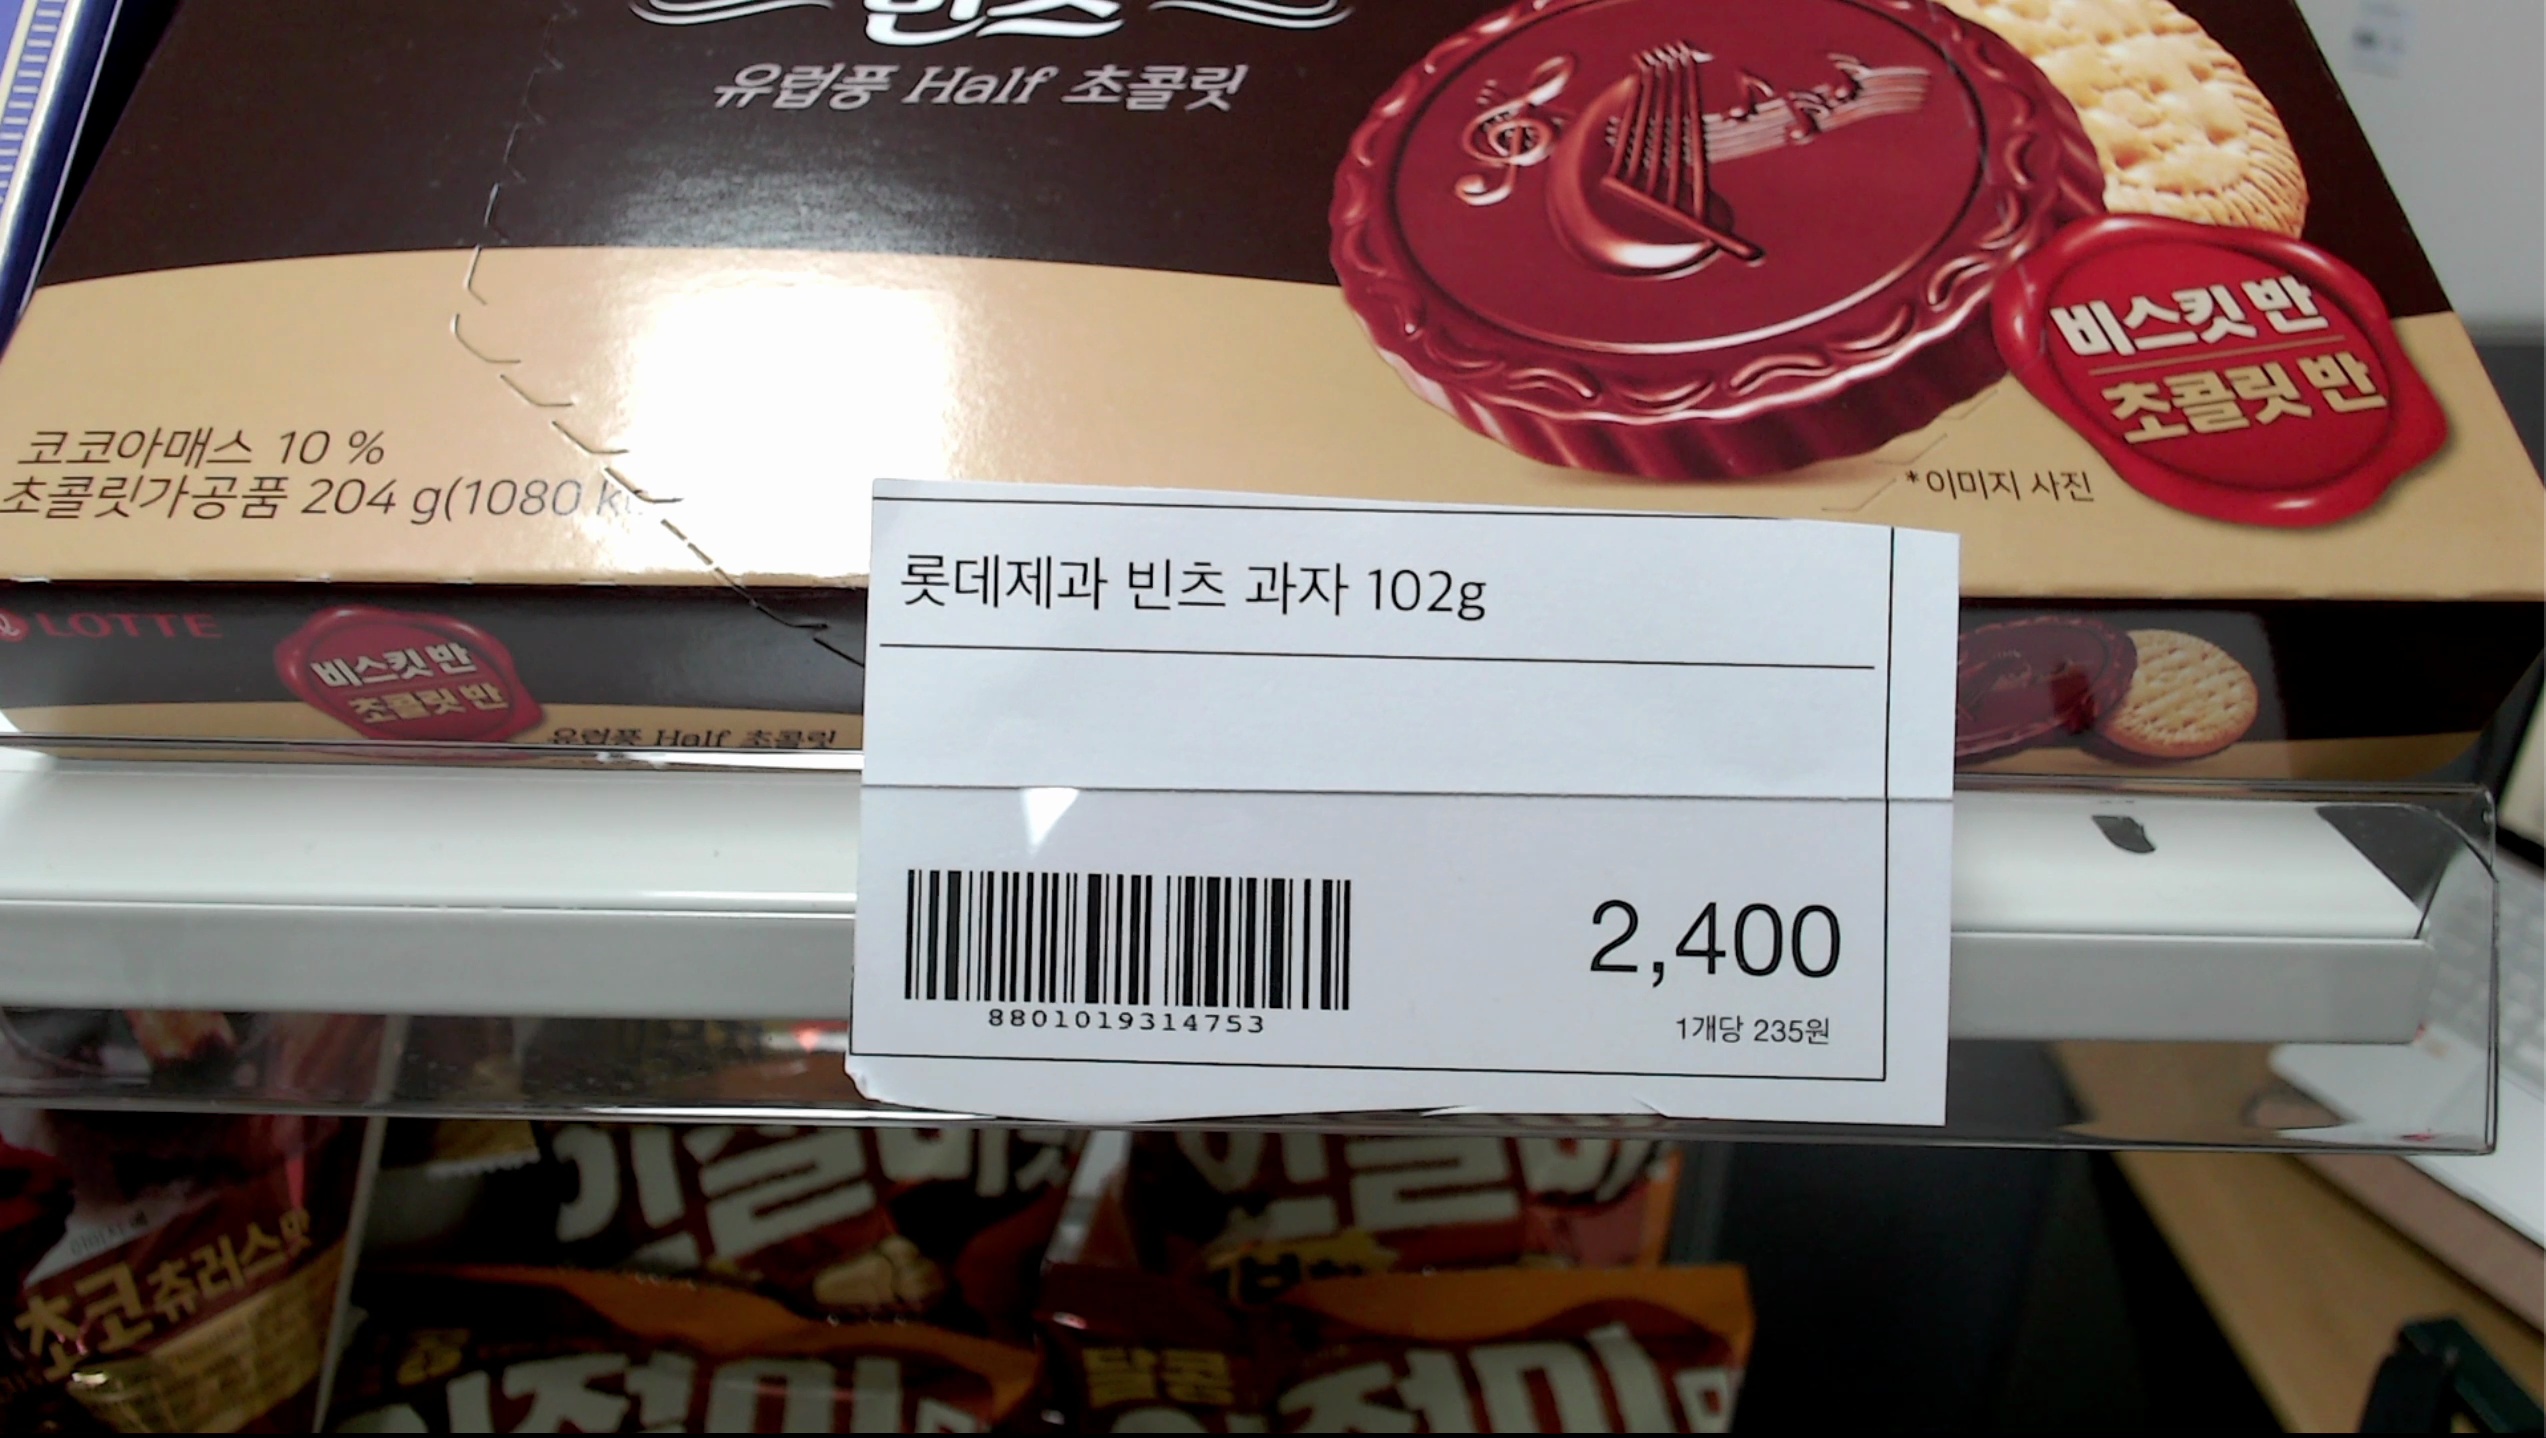 빈츠
유럽풍 Half 초콜릿
비스킷 반
초콜릿 반
코코아매스 10 %
초콜릿가공품 204 g(1080
*이미지 사진
롯데제과 빈츠 과자 102g
LOTTE
비스킷 반
초콜릿 반
유럽풍 Half 초콜릿
2,400
8801019314753
1개당 235원
초코츄러스맛
달콩